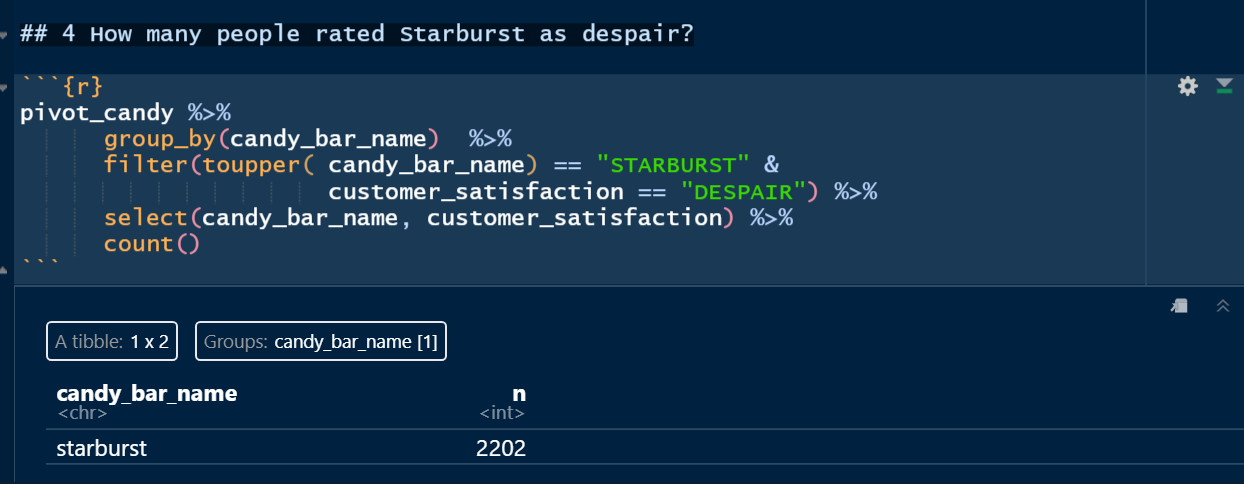 ## 4 How many people rated Starburst as despair?
```{r}
pivot_candy %>%
group_by(candy_bar_name)  %>%
filter(toupper( candy_bar_name) == "STARBURST" &
customer_satisfaction == "DESPAIR") %>%
select(candy_bar_name, customer_satisfaction) %>%
count()
```
A tibble: 1 x 2 Groups: candy_bar_name [1]
candy_bar_name n
<chr> <int>
starburst 2202